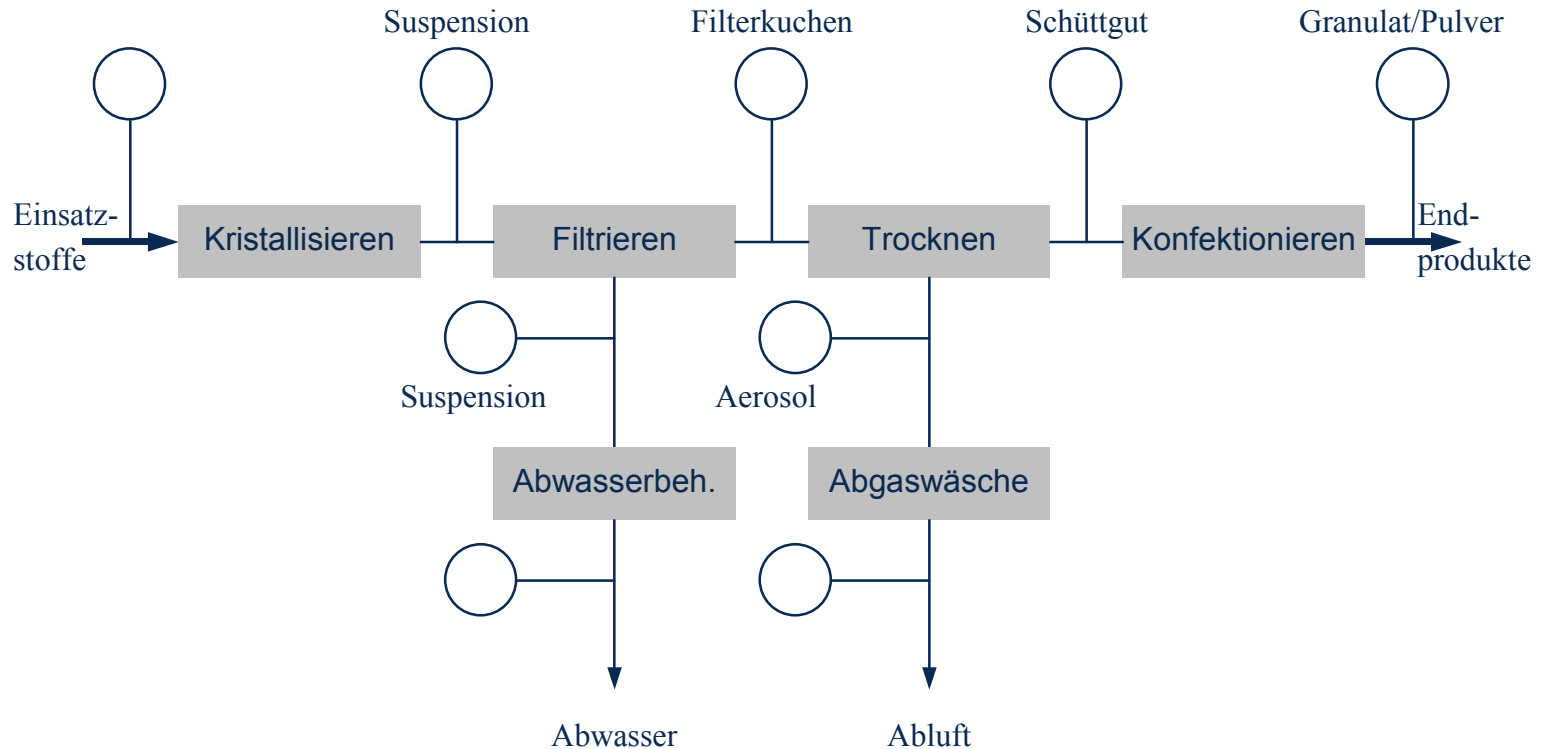 Suspension
Filterkuchen
Schüttgut
Granulat/Pulver
Einsatz-
stoffe
Kristallisieren
Filtrieren
Trocknen
Konfektionieren
End-
produkte
Suspension
Aerosol
Abwasserbeh.
Abgaswäsche
Abwasser
Abluft